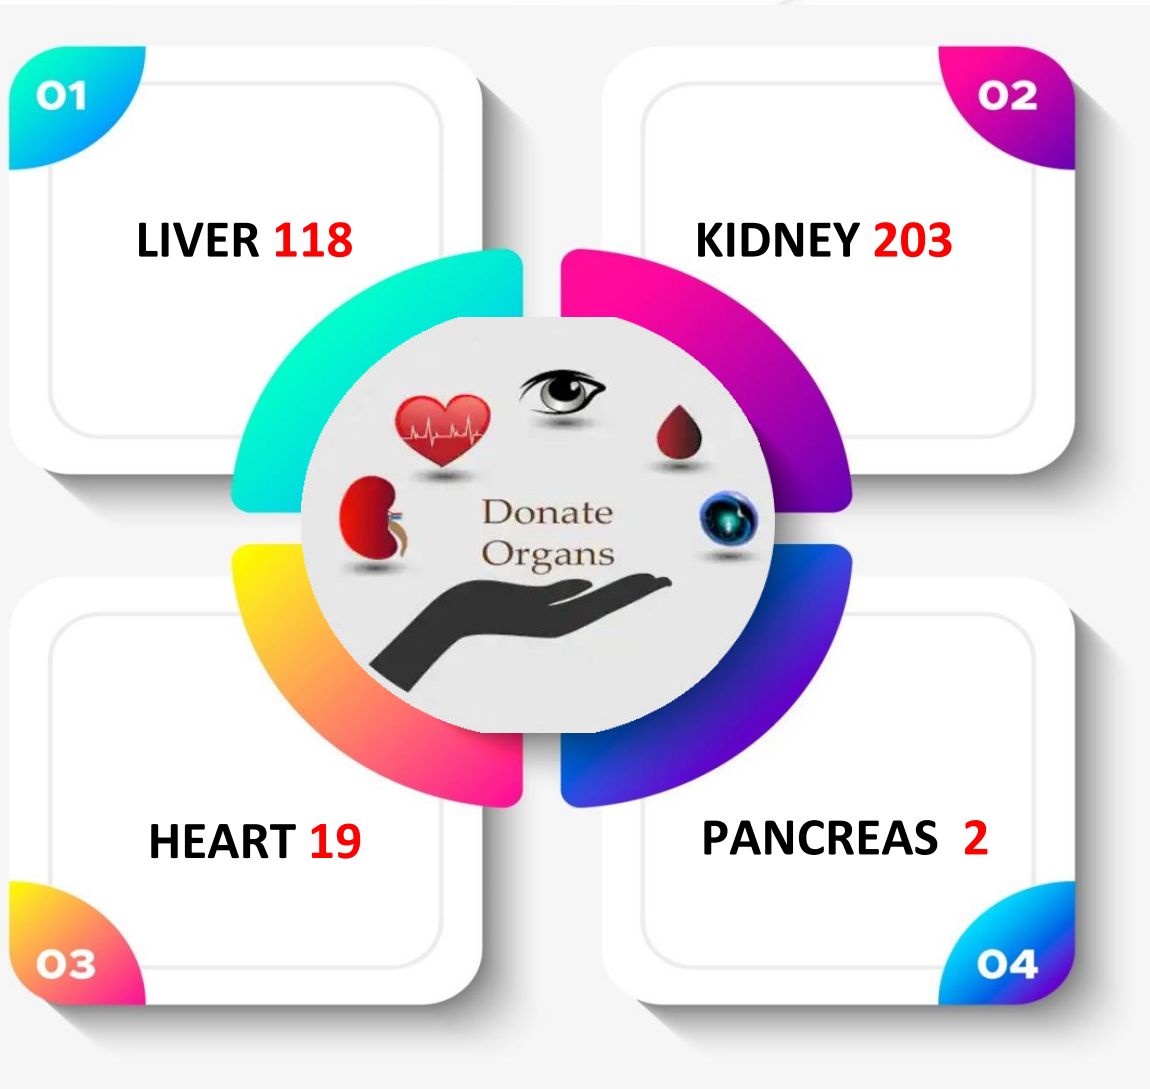 01
LIVER 118
02
KIDNEY 203
Donate
Organs
HEART 19
03
PANCREAS 2
04